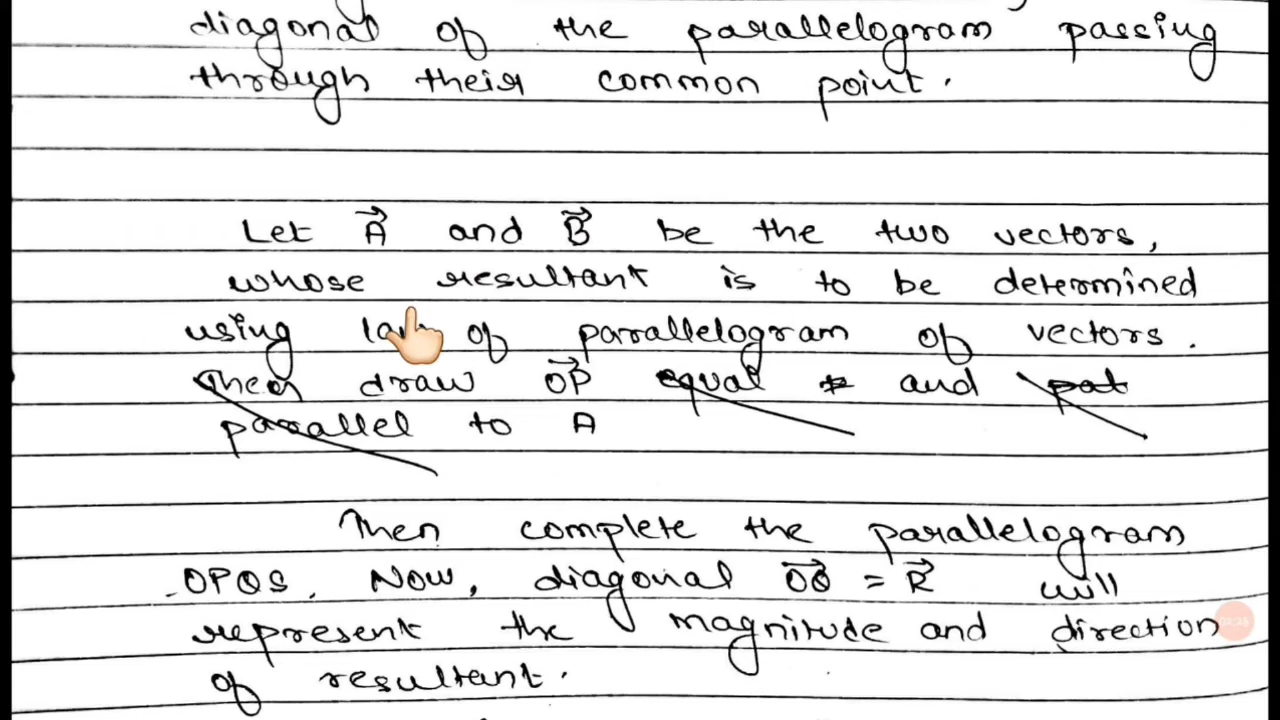 diagonal of the parallelogram passing
through their common point.
Let A⃗ and B⃗ be the two vectors,
whose resultant is to be determined
using law of parallelogram of vectors.
Then draw OP⃗ equal and pat
parallel to A
Then complete the parallelogram
OPQS. Now, diagonal OQ⃗ = R⃗ will
represent the magnitude and direction
of resultant.